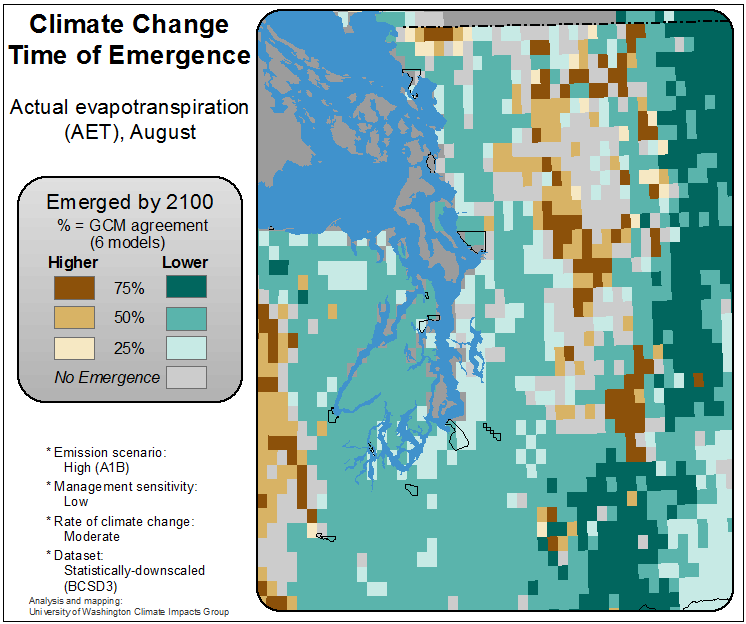 Climate Change
Time of Emergence
Actual evapotranspiration
(AET), August
Emerged by 2100
% = GCM agreement
(6 models)
Higher Lower
75%
50%
25%
No Emergence
* Emission scenario:
High (A1B)
* Management sensitivity:
Low
* Rate of climate change:
Moderate
* Dataset:
Statistically-downscaled
(BCSD3)
Analysis and mapping:
University of Washington Climate Impacts Group